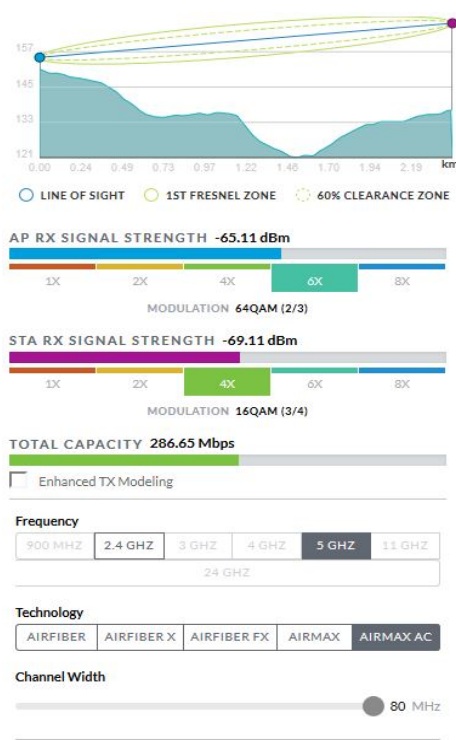 157
145
133
121
0.00 0.24 0.49 0.73 0.97 1.22 1.46 1.70 1.94 2.19 km
LINE OF SIGHT 1ST FRESNEL ZONE 60% CLEARANCE ZONE
AP RX SIGNAL STRENGTH -65.11 dBm
1X 2X 4X 6X 8X
MODULATION 64QAM (2/3)
STA RX SIGNAL STRENGTH -69.11 dBm
1X 2X 4X 6X 8X
MODULATION 16QAM (3/4)
TOTAL CAPACITY 286.65 Mbps
Enhanced TX Modeling
Frequency
900 MHZ 2.4 GHZ 3 GHZ 4 GHZ 5 GHZ 11 GHZ
24 GHZ
Technology
AIRFIBER AIRFIBER X AIRFIBER FX AIRMAX AIRMAX AC
Channel Width
80 MHz